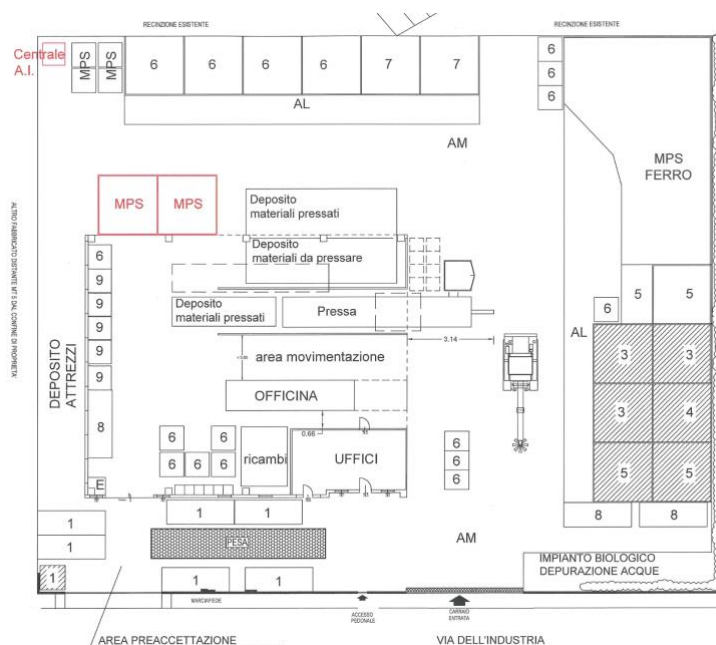 RECINZIONE ESISTENTE
RECINZIONE ESISTENTE
Centrale
A.I.
MPS
MPS
6
6
6
6
7
7
AL
AM
6
6
6
MPS
FERRO
MPS
MPS
Deposito
materiali pressati
Deposito
materiali da pressare
Deposito
materiali pressati
Pressa
3.14
6
5
5
AL
3
3
3
4
5
5
8
8
ALTRO FABBRICATO DISTANTE MT 5 DAL CONFINE DI PROPRIETA'
DEPOSITO
ATTREZZI
6
9
9
9
9
9
8
E
area movimentazione
OFFICINA
0.66
6
6
6
6
6
ricambi
UFFICI
6
6
6
1
1
1
1
PESA
AM
1
1
1
IMPIANTO BIOLOGICO
DEPURAZIONE ACQUE
MARCIAPIEDE
ACCESSO
PEDONALE
CARRAIO
ENTRATA
AREA PREACCETTAZIONE
VIA DELL'INDUSTRIA